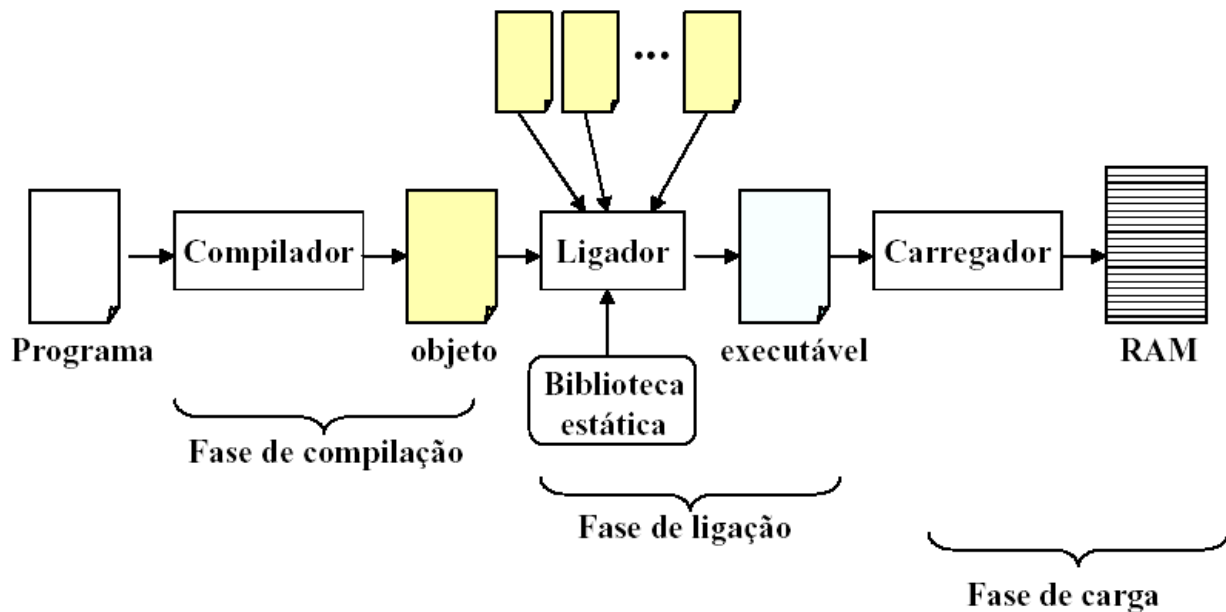 ...
Compilador
Ligador
Carregador
Programa
objeto
executável
RAM
Biblioteca
estática
Fase de compilação
Fase de ligação
Fase de carga